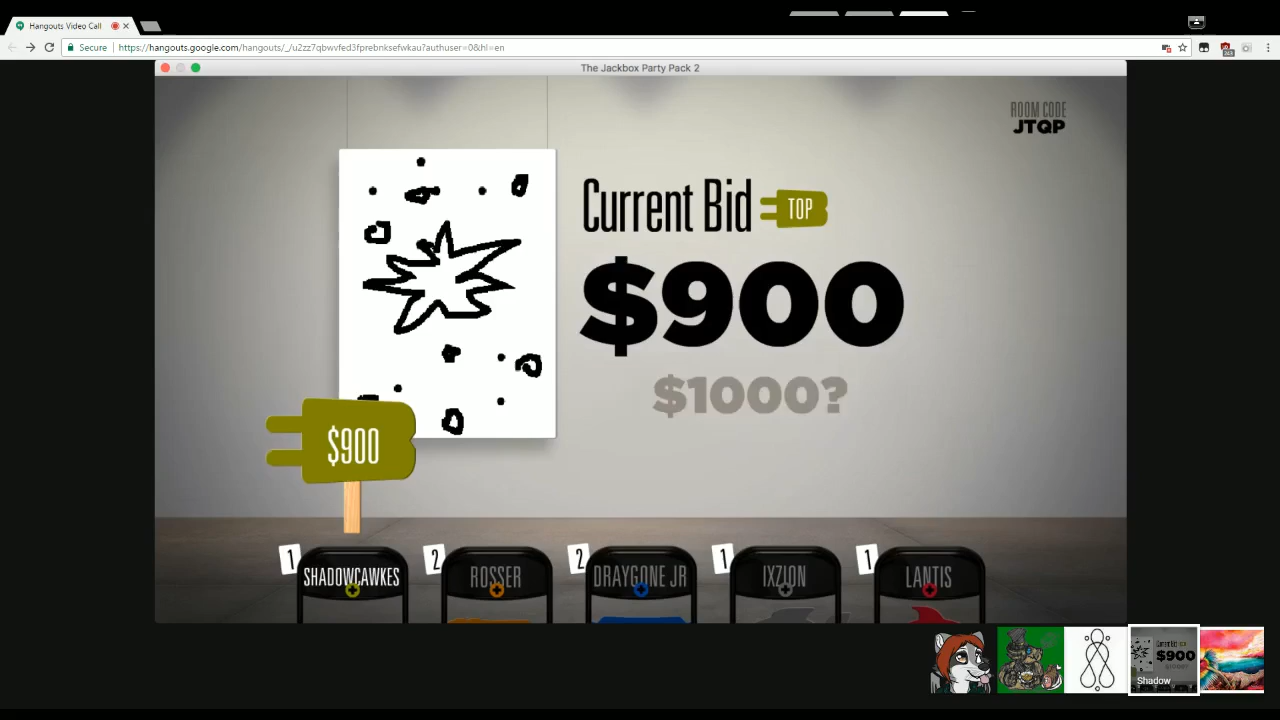 Hangouts Video Call
Secure
https://hangouts.google.com/hangouts/_/u2zz7qbwvfed3fprebnksefwkau?authuser=0&hl=en
The Jackbox Party Pack 2
ROOM CODE
JTQP
Current Bid
TOP
$900
$1000?
$900
1 SHADOWCAWKES
2 ROSSER
2 DRAYGONE JR
1 IXZION
1 LANTIS
$900
Shadow